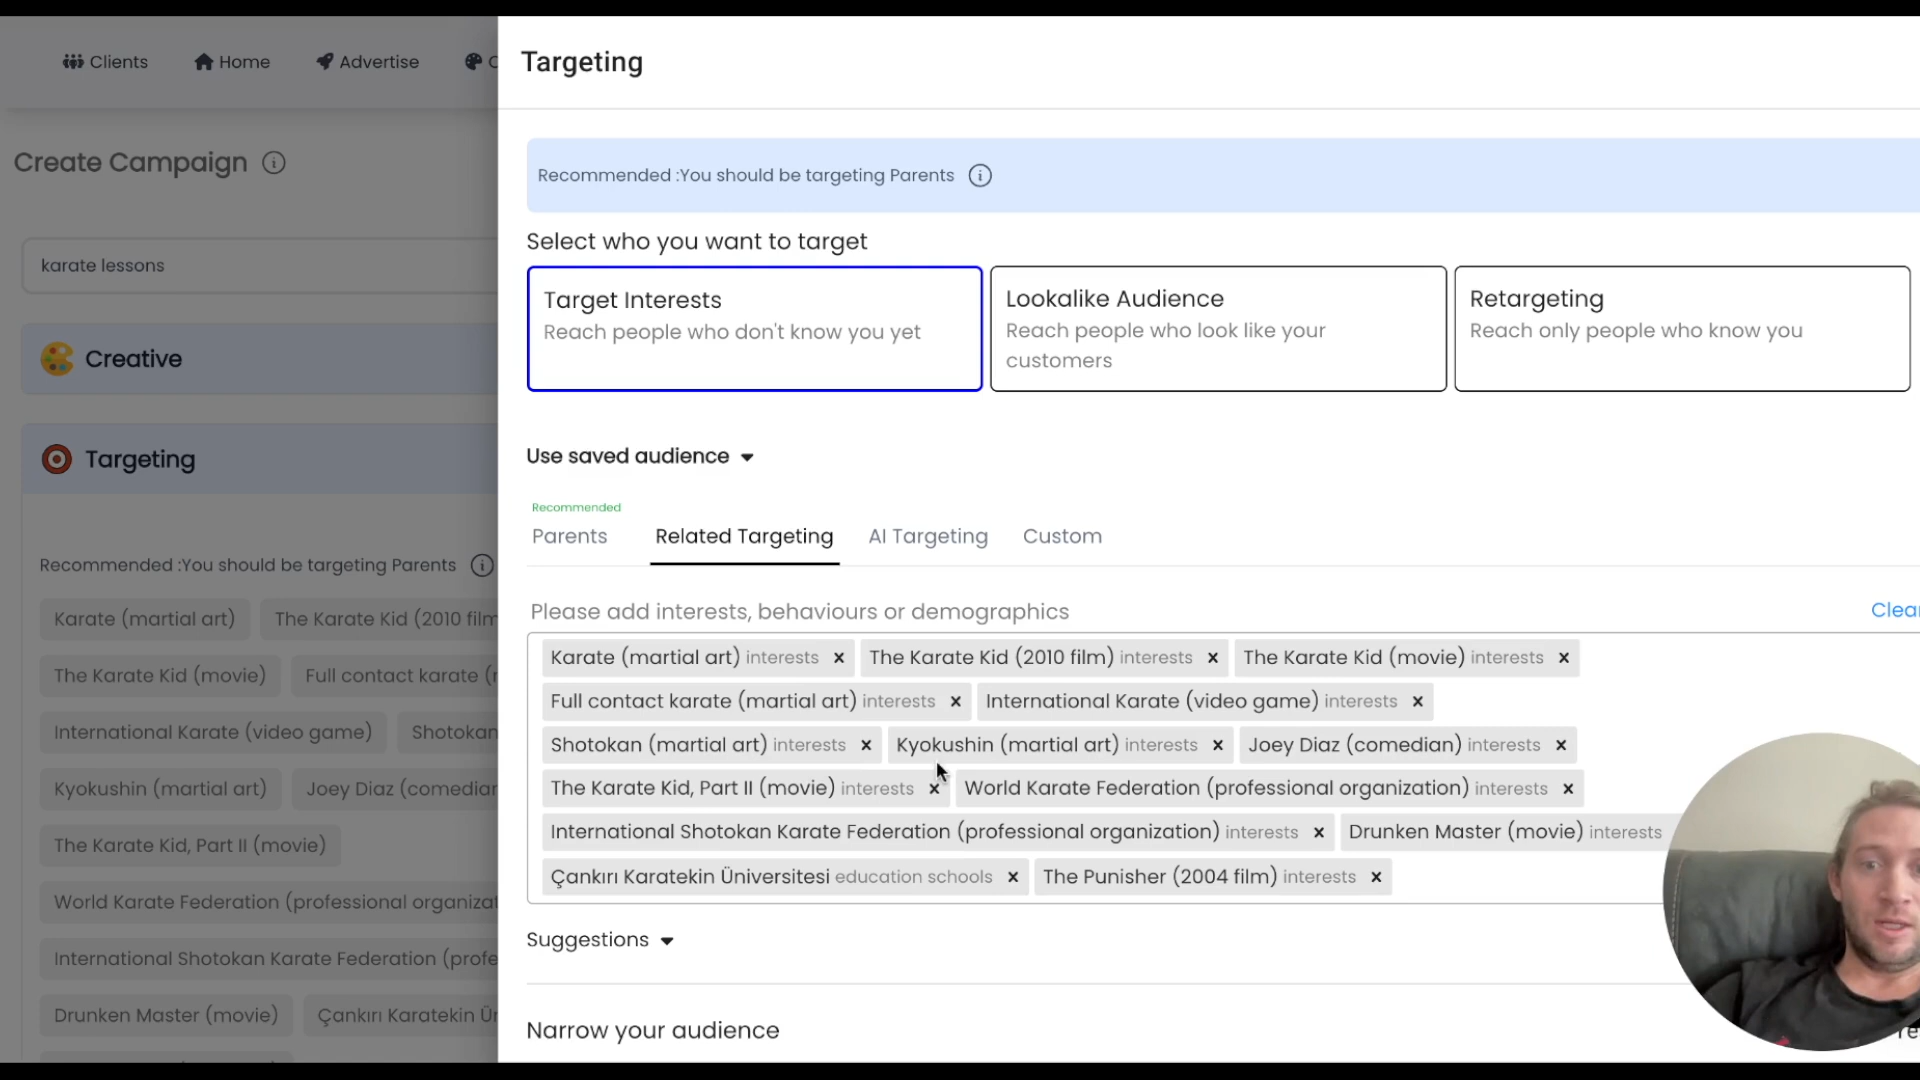 Clients Home Advertise
Targeting
Create Campaign
karate lessons
Creative
Targeting
Recommended :You should be targeting Parents
Karate (martial art) The Karate Kid (2010 film
The Karate Kid (movie) Full contact karate (
International Karate (video game) Shotokan
Kyokushin (martial art) Joey Diaz (comedian
The Karate Kid, Part II (movie)
World Karate Federation (professional organizat
International Shotokan Karate Federation (profe
Drunken Master (movie) Çankırı Karatekin Ür
Recommended :You should be targeting Parents
Select who you want to target
Target Interests
Reach people who don't know you yet
Lookalike Audience
Reach people who look like your
customers
Retargeting
Reach only people who know you
Use saved audience
Recommended
Parents Related Targeting AI Targeting Custom
Please add interests, behaviours or demographics Clear
Karate (martial art) interests × The Karate Kid (2010 film) interests × The Karate Kid (movie) interests ×
Full contact karate (martial art) interests × International Karate (video game) interests ×
Shotokan (martial art) interests × Kyokushin (martial art) interests × Joey Diaz (comedian) interests ×
The Karate Kid, Part II (movie) interests × World Karate Federation (professional organization) interests ×
International Shotokan Karate Federation (professional organization) interests × Drunken Master (movie) interests
Çankırı Karatekin Üniversitesi education schools × The Punisher (2004 film) interests ×
Suggestions
Narrow your audience